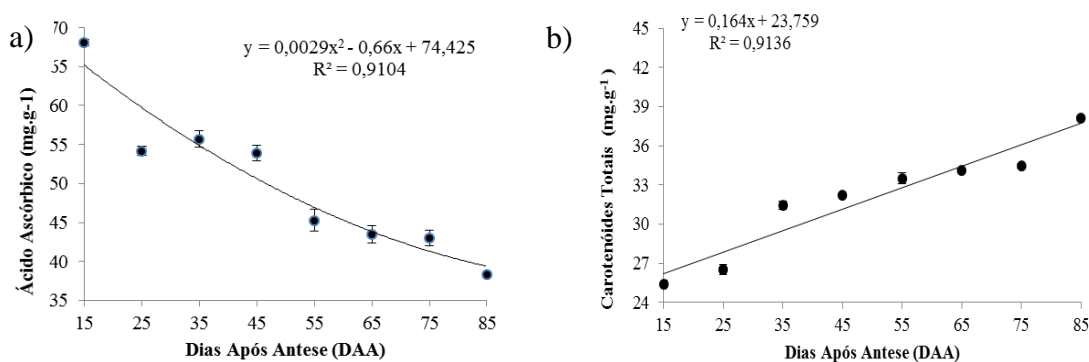 a)
y = 0,0029x² - 0,66x + 74,425
R² = 0,9104
Ácido Ascórbico (mg.g-1)
70
65
60
55
50
45
40
35
15 25 35 45 55 65 75 85
Dias Após Antese (DAA)
b)
y = 0,164x + 23,759
R² = 0,9136
Carotenóides Totais (mg.g⁻¹)
45
42
39
36
33
30
27
24
15 25 35 45 55 65 75 85
Dias Após Antese (DAA)